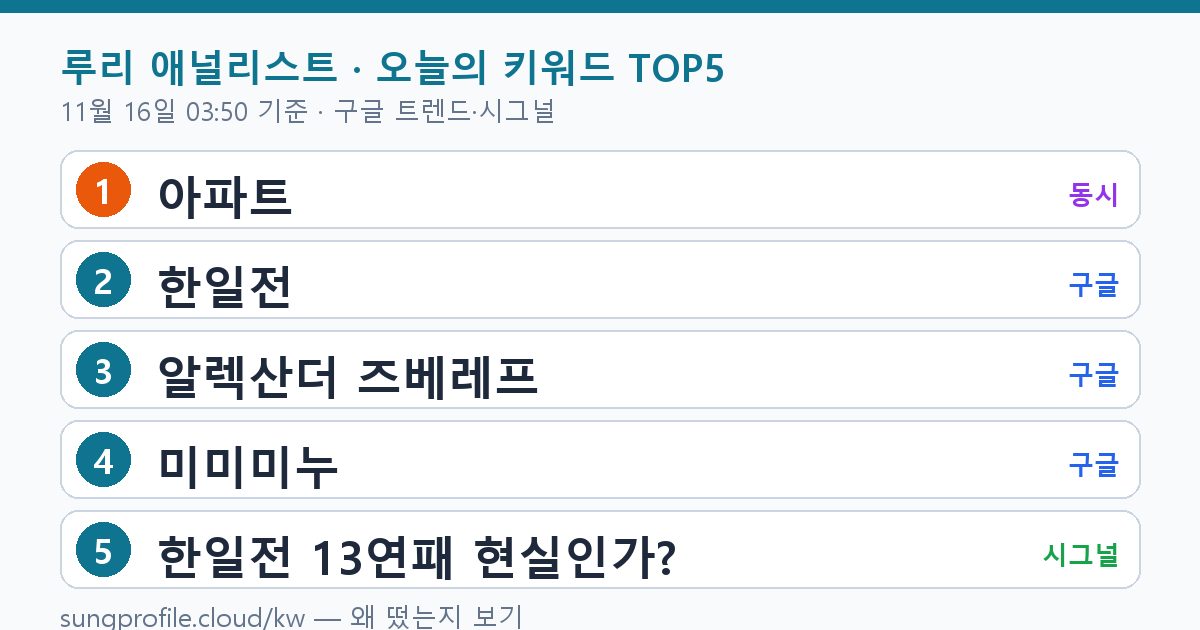 루리 애널리스트 · 오늘의 키워드 TOP5
11월 16일 03:50 기준 · 구글 트렌드·시그널
1 아파트 동시
2 한일전 구글
3 알렉산더 즈베레프 구글
4 미미미누 구글
5 한일전 13연패 현실인가? 시그널
sungprofile.cloud/kw — 왜 떴는지 보기